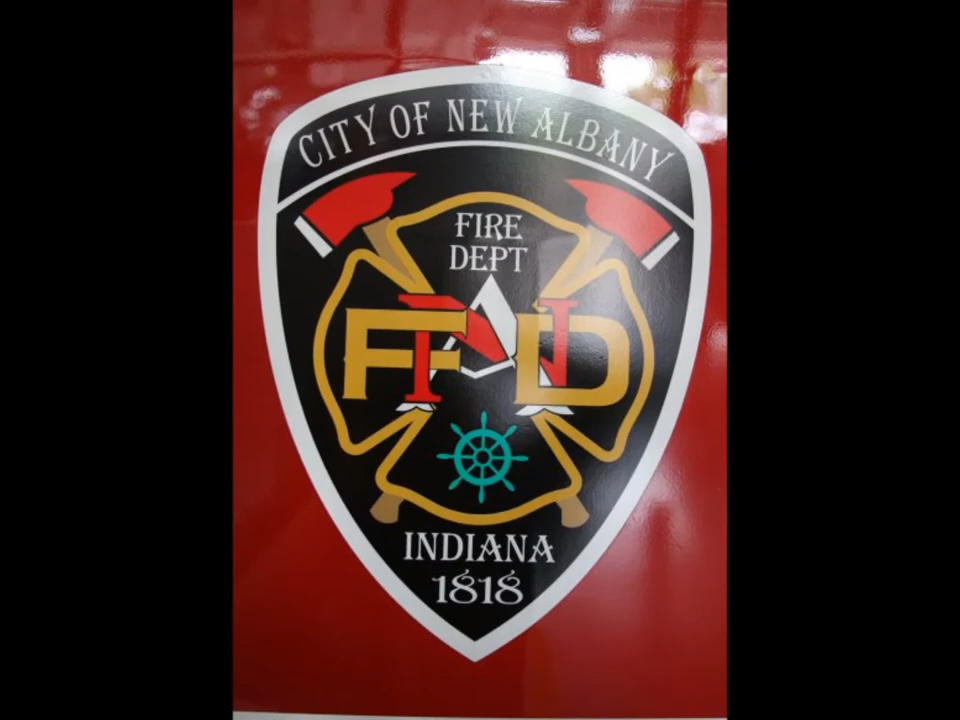 CITY OF NEW ALBANY
FIRE
DEPT
NAFD
INDIANA
1818